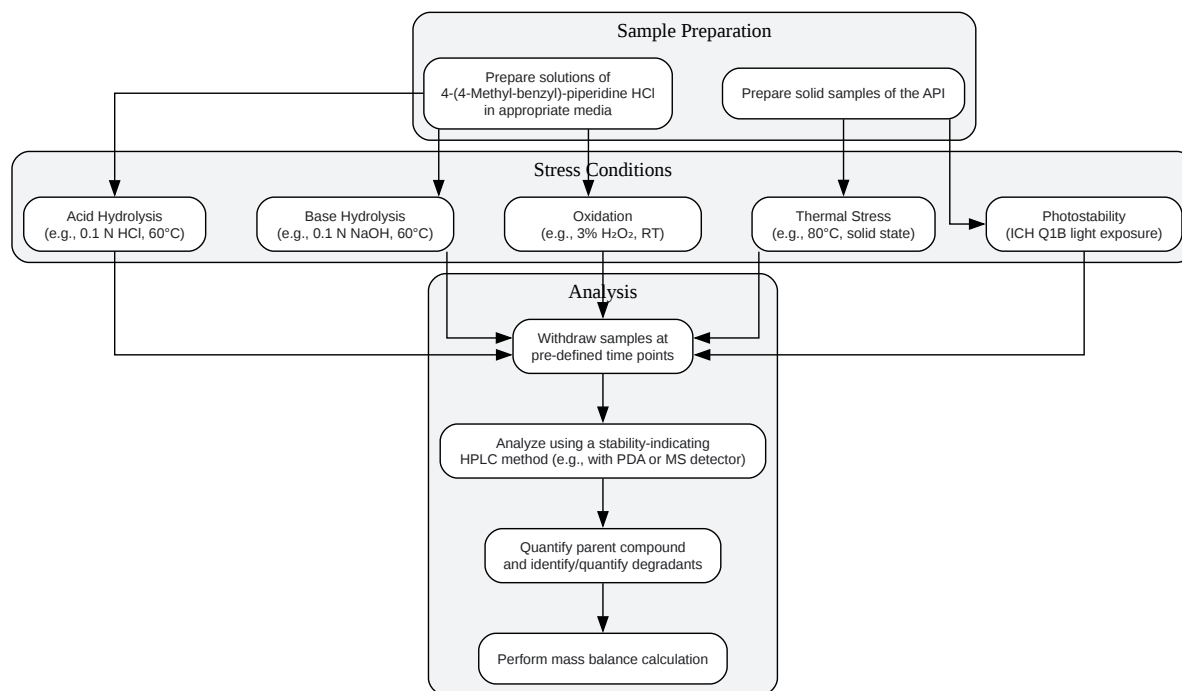 Sample Preparation
Prepare solutions of
4-(4-Methyl-benzyl)-piperidine HCl
in appropriate media
Prepare solid samples of the API
Stress Conditions
Acid Hydrolysis
(e.g., 0.1 N HCl, 60°C)
Base Hydrolysis
(e.g., 0.1 N NaOH, 60°C)
Oxidation
(e.g., 3% H₂O₂, RT)
Thermal Stress
(e.g., 80°C, solid state)
Photostability
(ICH Q1B light exposure)
Analysis
Withdraw samples at
pre-defined time points
Analyze using a stability-indicating
HPLC method (e.g., with PDA or MS detector)
Quantify parent compound
and identify/quantify degradants
Perform mass balance calculation